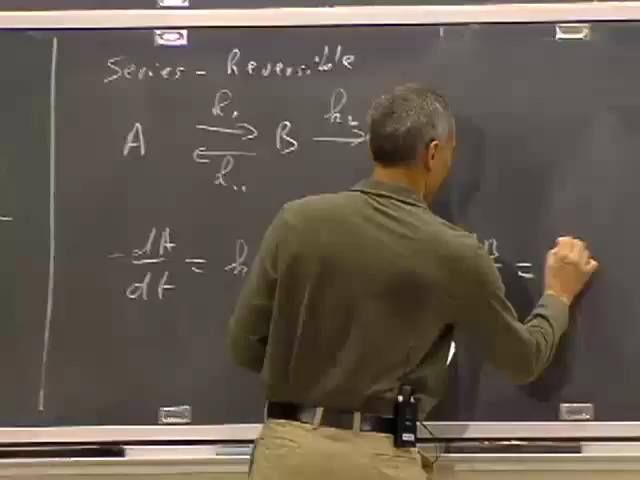 Series - Reversible
k₁ k₂
A ⇌ B →
k₋₁
-dA/dt = k B =